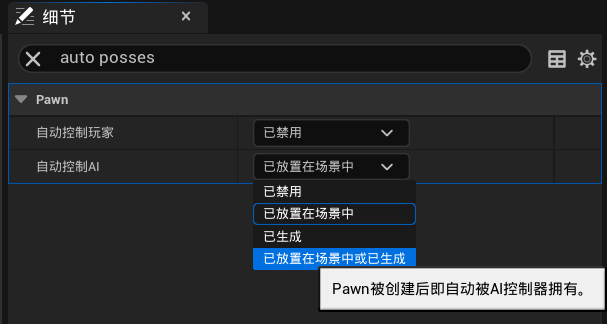 细节
auto posses
Pawn
自动控制玩家
已禁用
自动控制AI
已放置在场景中
已禁用
已放置在场景中
已生成
已放置在场景中或已生成
Pawn被创建后即自动被AI控制器拥有。